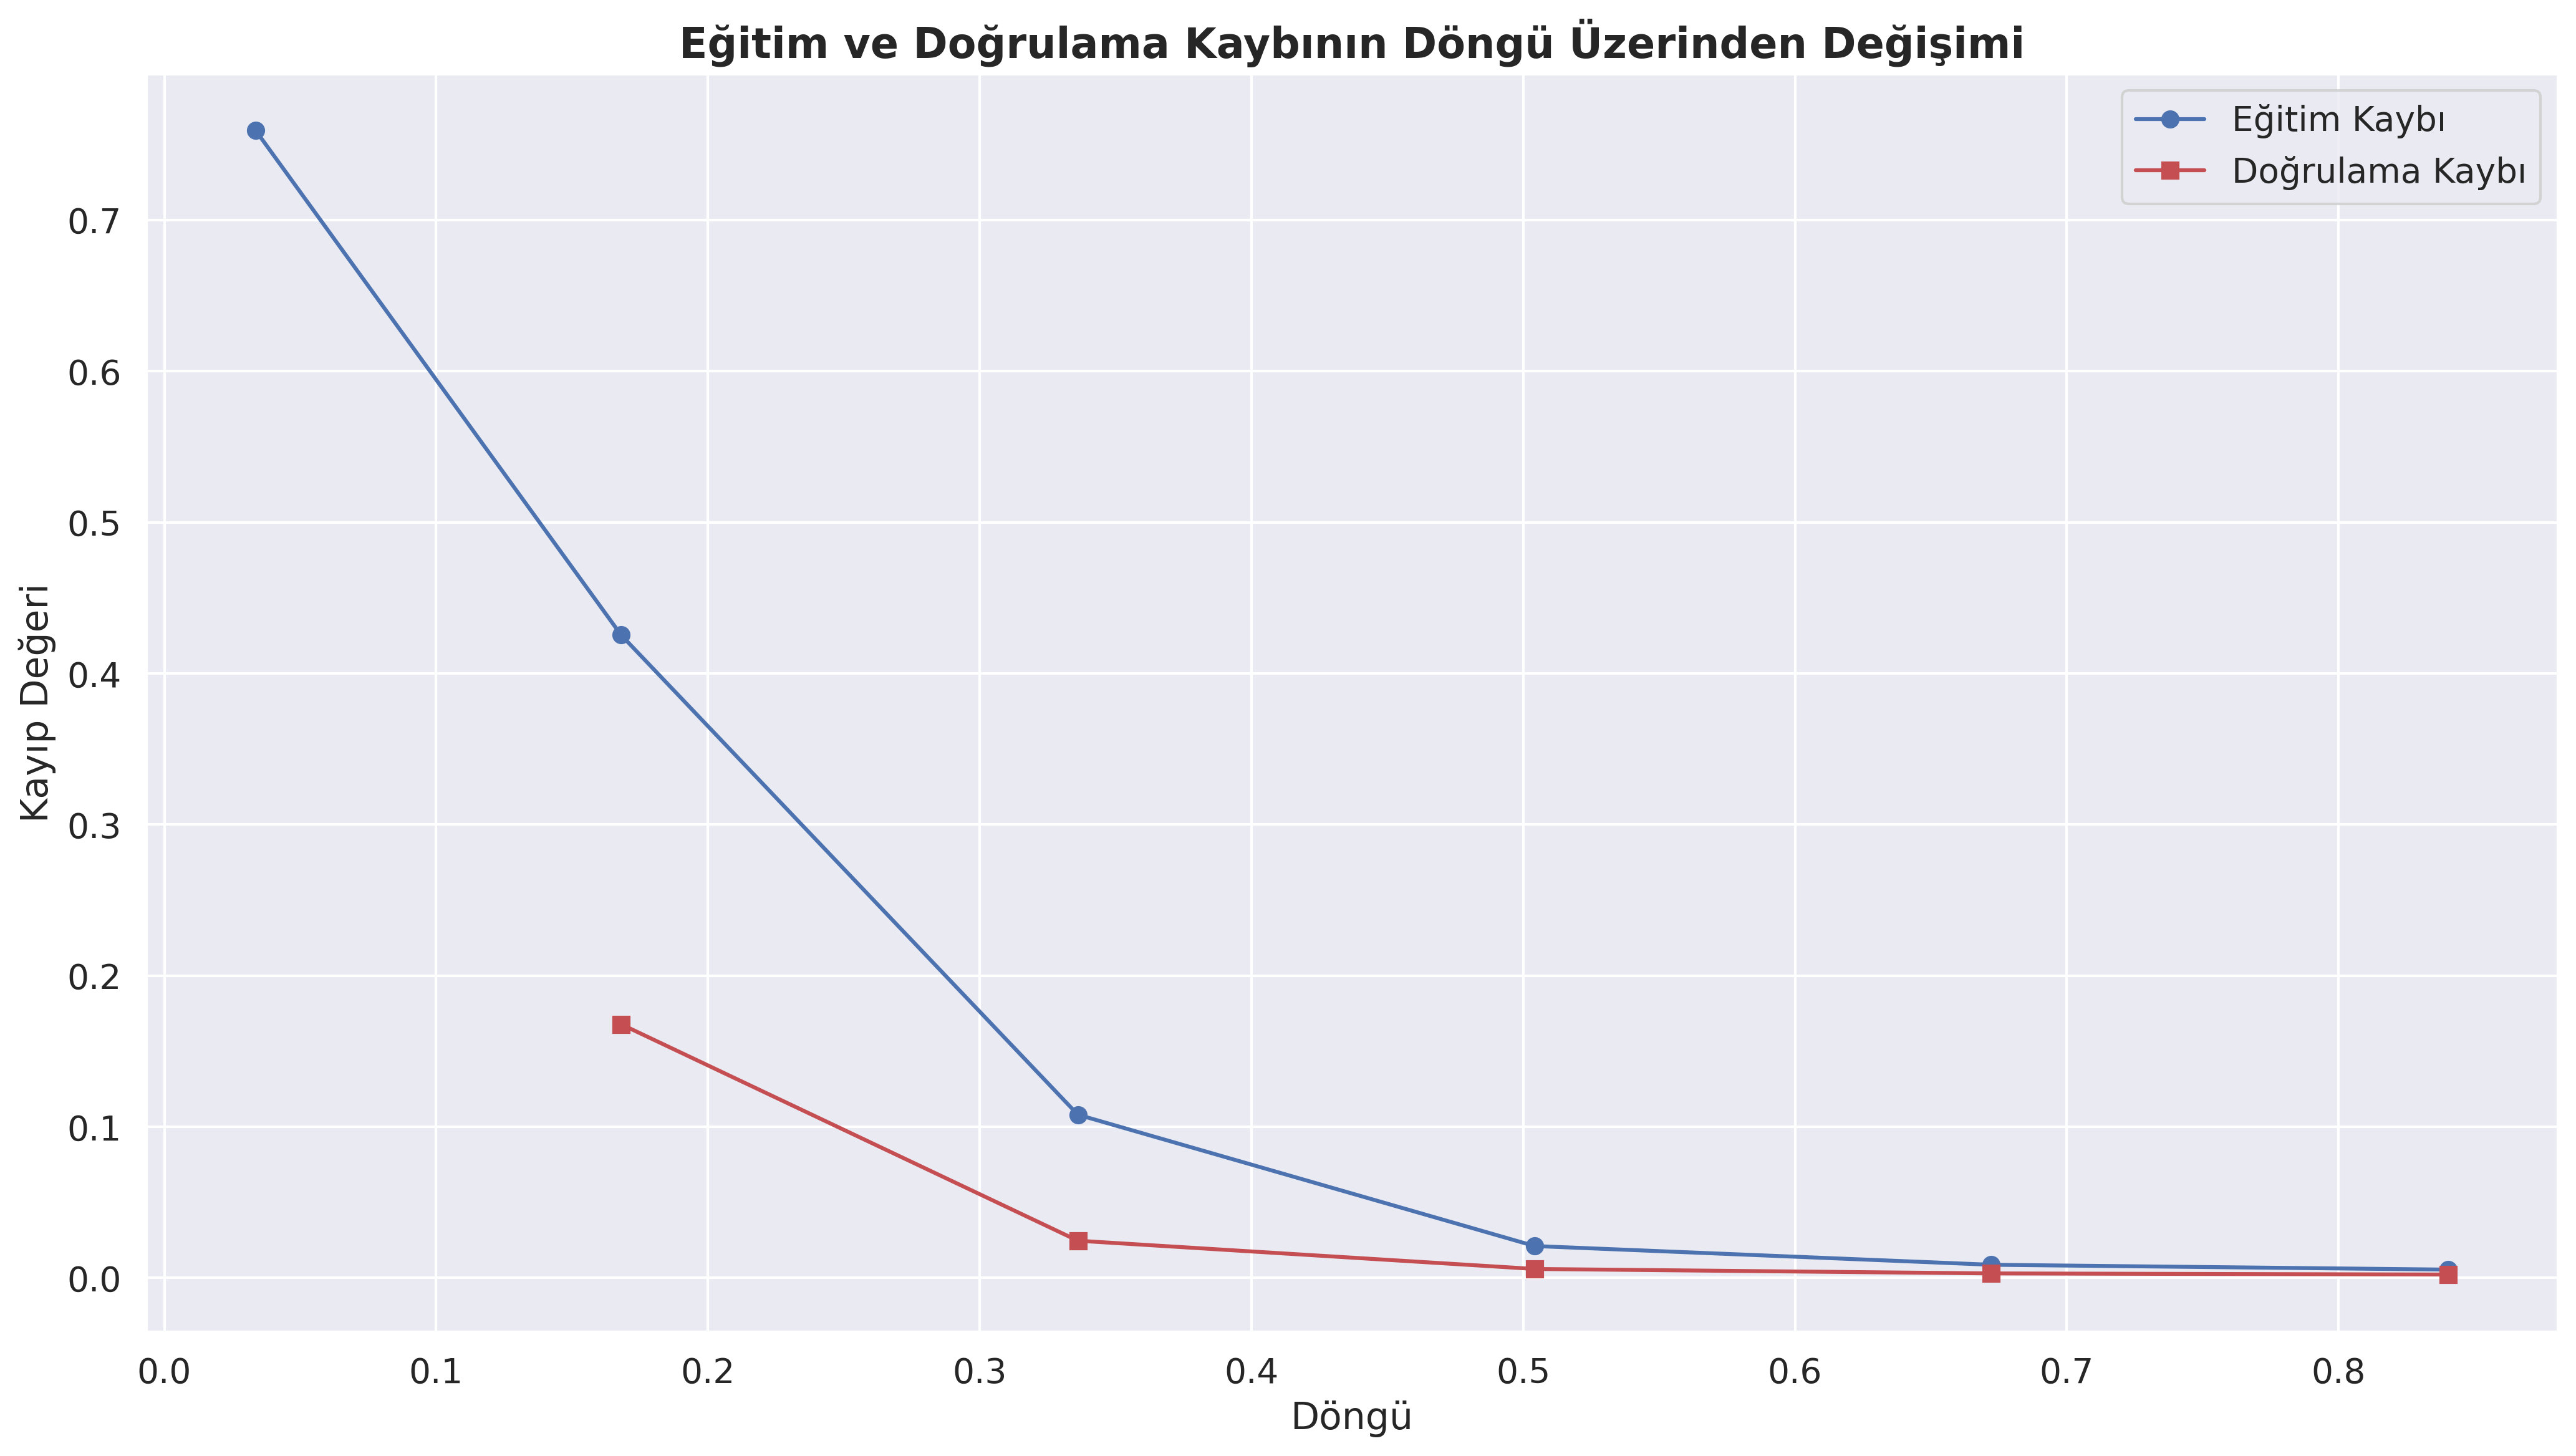 Eğitim ve Doğrulama Kaybının Döngü Üzerinden Değişimi
Eğitim Kaybı
Doğrulama Kaybı
Kayıp Değeri
0.7
0.6
0.5
0.4
0.3
0.2
0.1
0.0
0.0 0.1 0.2 0.3 0.4 0.5 0.6 0.7 0.8
Döngü